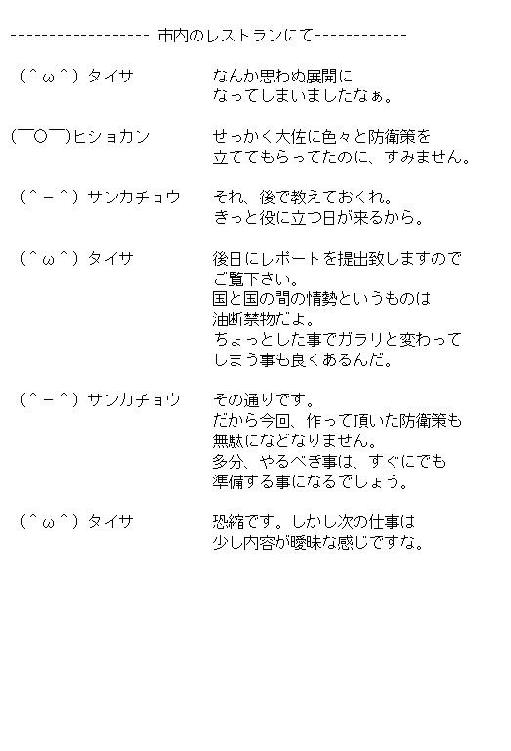 ------------------ 市内のレストランにて------------
（＾ω＾）タイサ　　　　　なんか思わぬ展開に
なってしまいましたなぁ。
(￣○￣)ヒショカン　　　　せっかく大佐に色々と防衛策を
立ててもらってたのに、すみません。
（＾－＾）サンカチョウ　　それ、後で教えておくれ。
きっと役に立つ日が来るから。
（＾ω＾）タイサ　　　　　後日にレポートを提出致しますので
ご覧下さい。
国と国の間の情勢というものは
油断禁物だよ。
ちょっとした事でガラリと変わって
しまう事も良くあるんだ。
（＾－＾）サンカチョウ　　その通りです。
だから今回、作って頂いた防衛策も
無駄になどなりません。
多分、やるべき事は、すぐにでも
準備する事になるでしょう。
（＾ω＾）タイサ　　　　　恐縮です。しかし次の仕事は
少し内容が曖昧な感じですな。